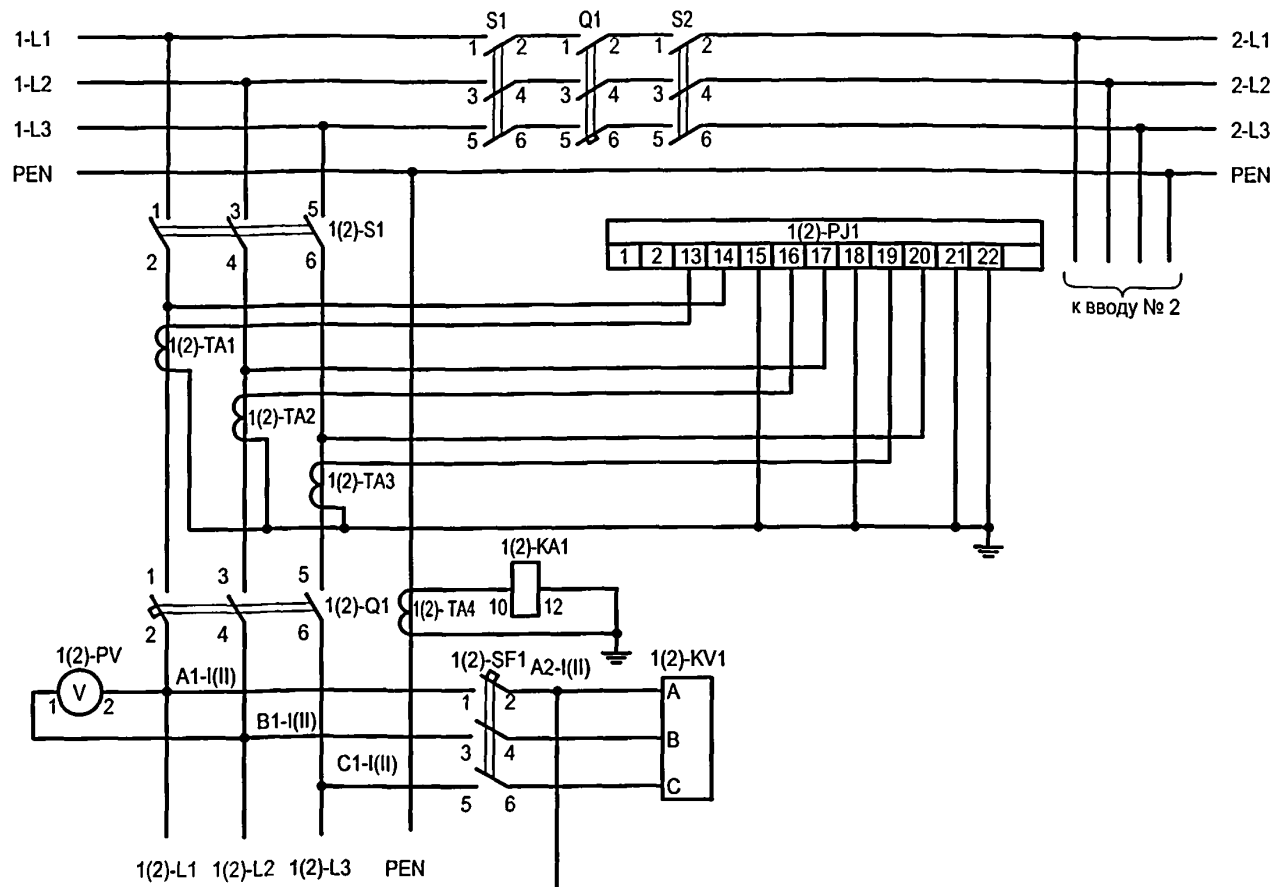 S1 Q1 S2
1-L1 1 2 1 2 1 2 2-L1
1-L2 3 4 3 4 3 4 2-L2
1-L3 5 6 5 6 5 6 2-L3
PEN PEN
1 3 5
1(2)-S1
2 4 6
1(2)-PJ1
1 2 13 14 15 16 17 18 19 20 21 22
к вводу № 2
1(2)-TA1
1(2)-TA2
1(2)-TA3
1(2)-KA1
1 3 5
1(2)-Q1
1(2)-TA4
10 12
2 4 6
1(2)-PV
V
1 2
A1-I(II)
1(2)-SF1
A2-I(II)
1(2)-KV1
1 2 A
B1-I(II)
3 4 B
C1-I(II)
5 6 C
1(2)-L1 1(2)-L2 1(2)-L3 PEN